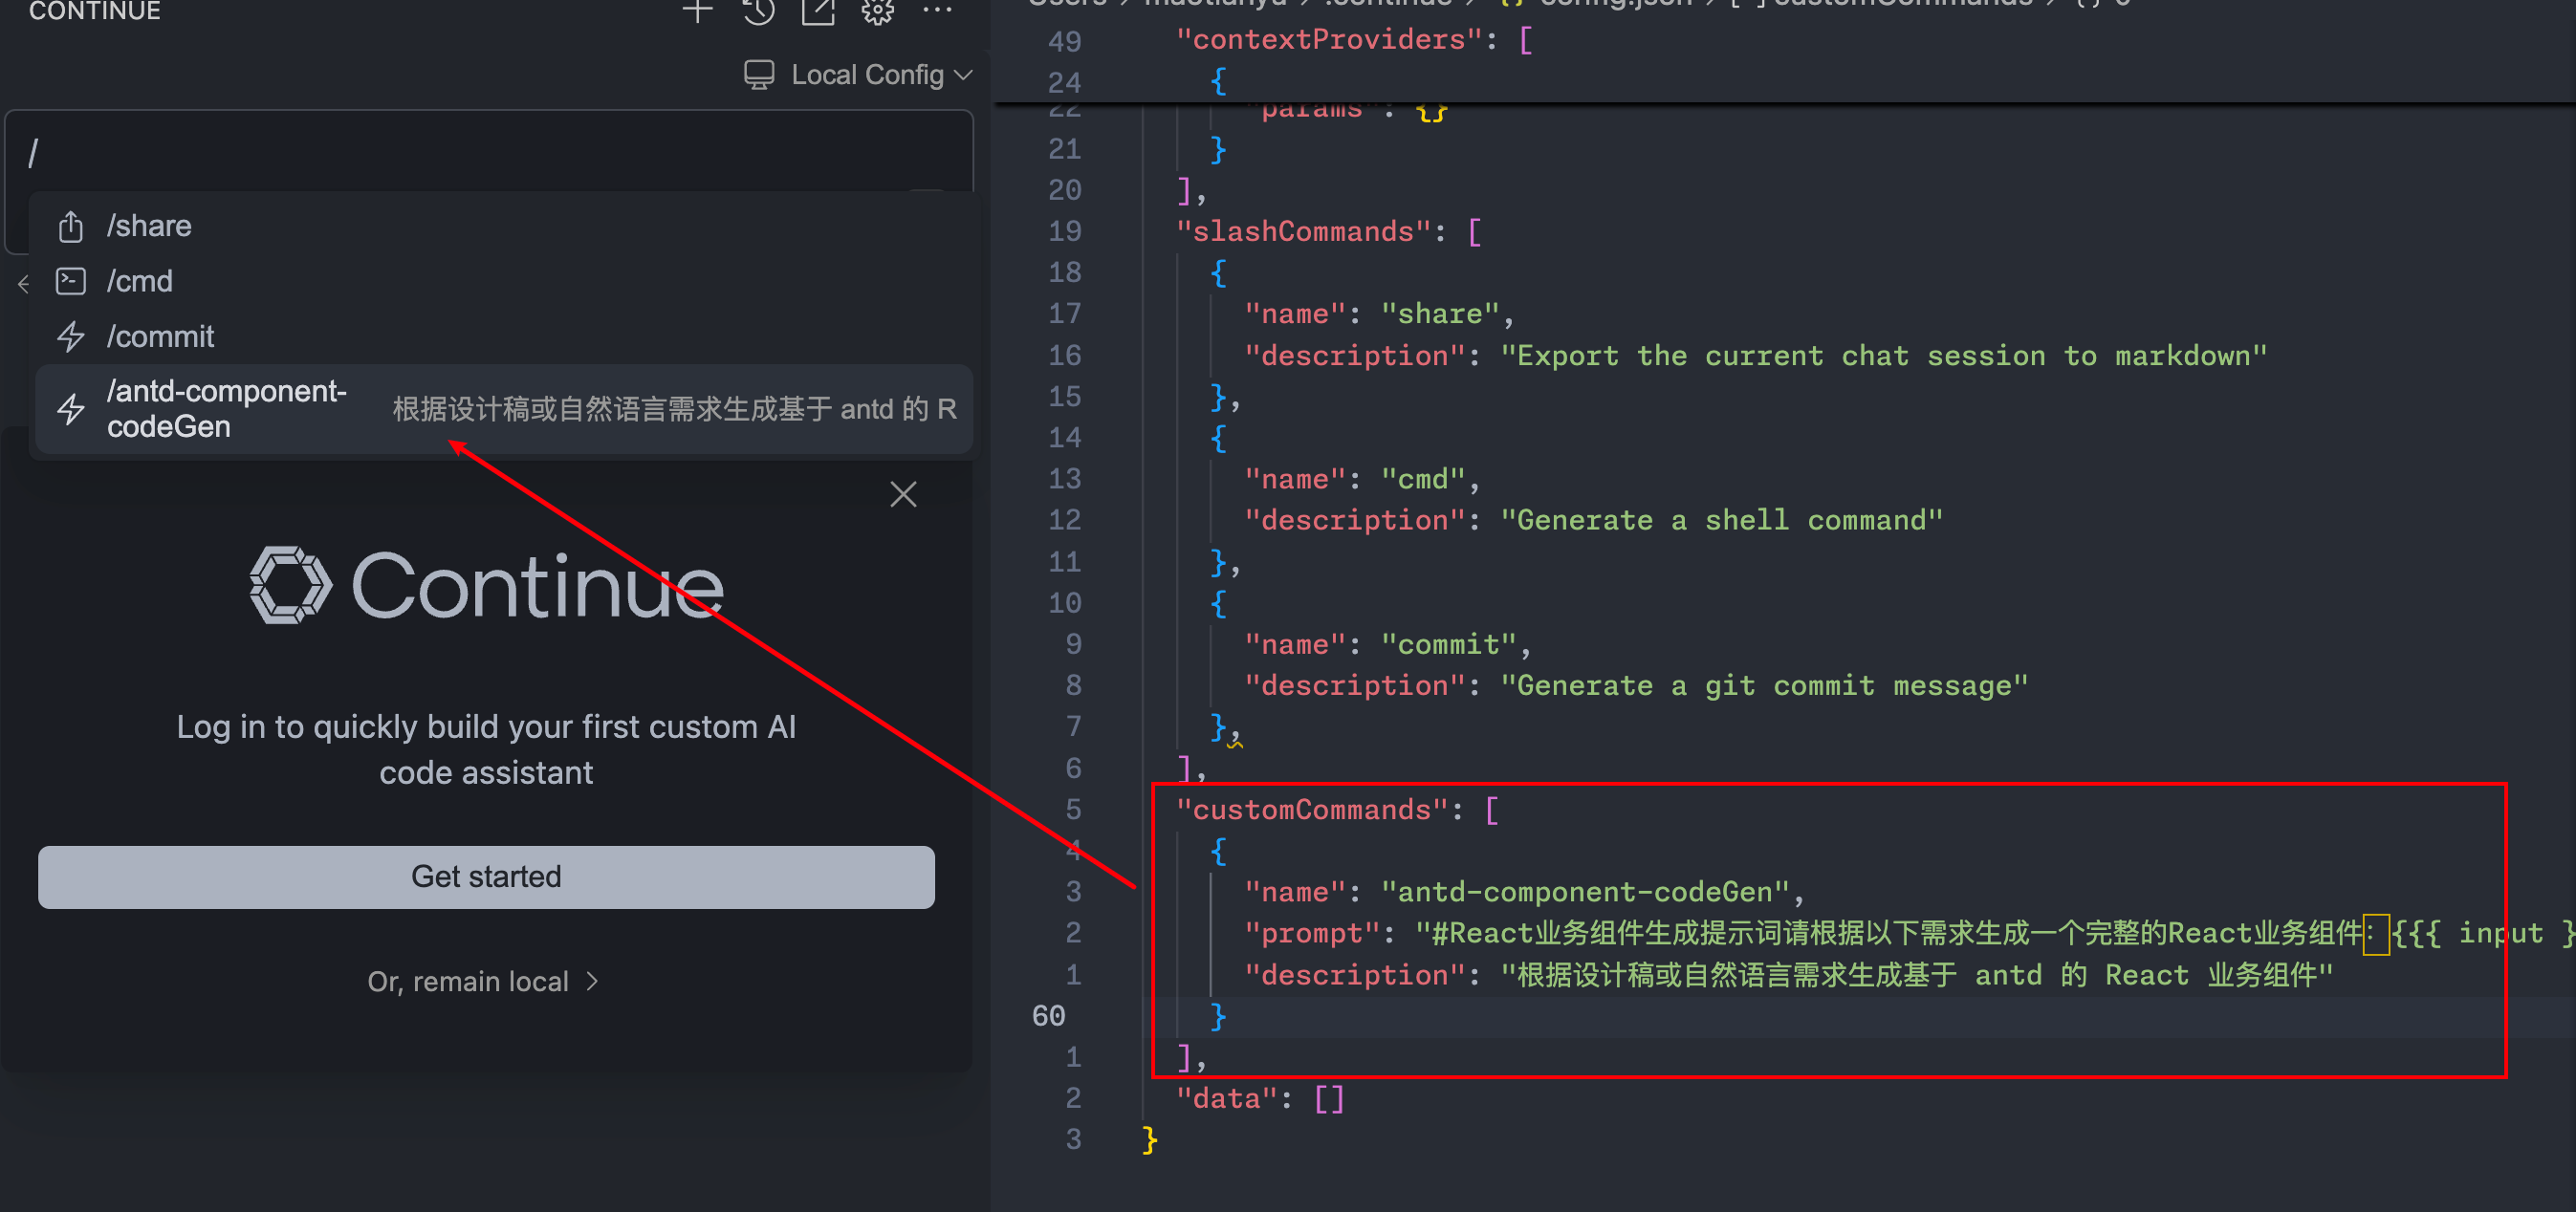 CONTINUE
Local Config
/
/share
/cmd
/commit
/antd-component-
codeGen
根据设计稿或自然语言需求生成基于 antd 的 R
Continue
Log in to quickly build your first custom AI
code assistant
Get started
Or, remain local
49 "contextProviders": [
24 {
22 "params": {}
21 }
20 ],
19 "slashCommands": [
18 {
17 "name": "share",
16 "description": "Export the current chat session to markdown"
15 },
14 {
13 "name": "cmd",
12 "description": "Generate a shell command"
11 },
10 {
9 "name": "commit",
8 "description": "Generate a git commit message"
7 },
6 ],
5 "customCommands": [
4 {
3 "name": "antd-component-codeGen",
2 "prompt": "#React业务组件生成提示词请根据以下需求生成一个完整的React业务组件：{{{ input }
1 "description": "根据设计稿或自然语言需求生成基于 antd 的 React 业务组件"
60 }
1 ],
2 "data": []
3 }